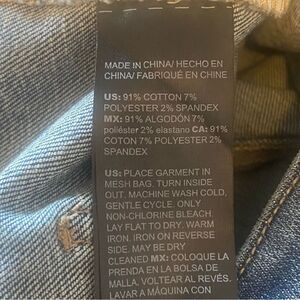 MADE IN CHINA/ HECHO EN
CHINA/ FABRIQUÉ EN CHINE
US: 91% COTTON 7%
POLYESTER 2% SPANDEX
MX: 91% ALGODÓN 7%
poliéster 2% elastano CA: 91%
COTON 7% POLYESTER 2%
SPANDEX
US: PLACE GARMENT IN
MESH BAG. TURN INSIDE
OUT. MACHINE WASH COLD,
GENTLE CYCLE. ONLY
NON-CHLORINE BLEACH.
LAY FLAT TO DRY. WARM
IRON. IRON ON REVERSE
SIDE. MAY BE DRY
CLEANED MX: COLOQUE LA
PRENDA EN LA BOLSA DE
MALLA. VOLTEAR AL REVÉS.
LAVAR A MÁQUINA CON